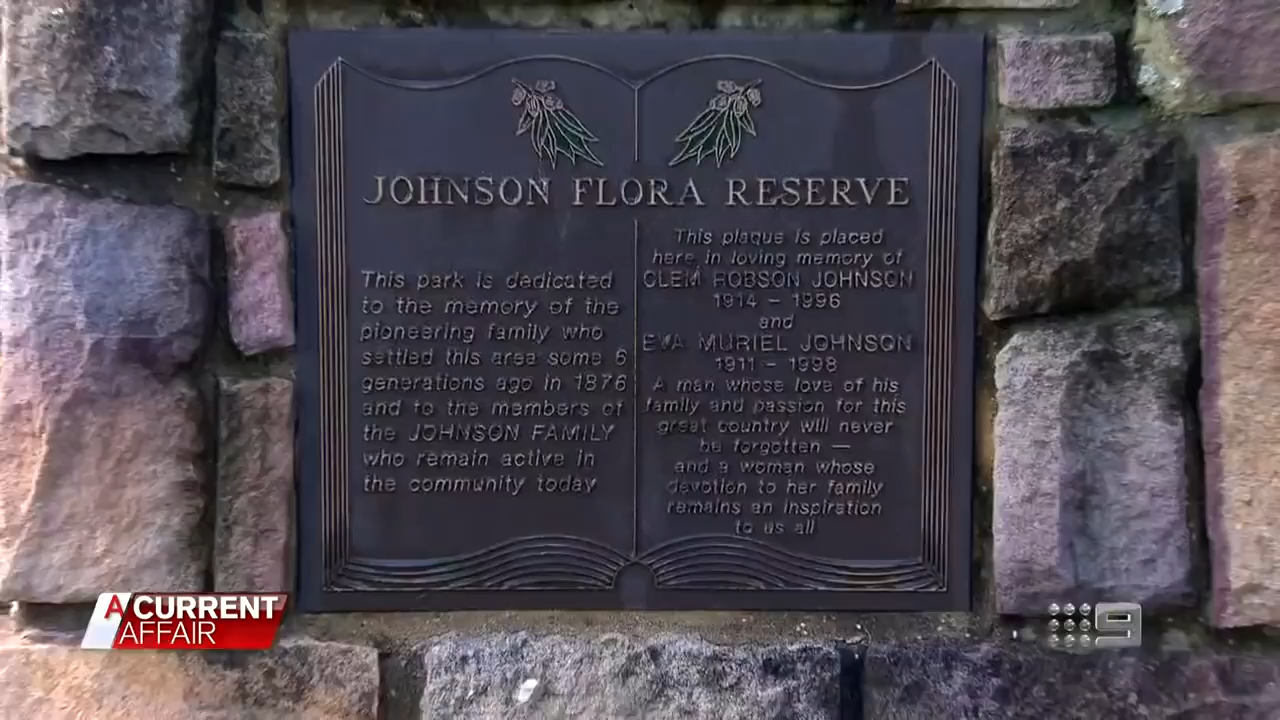 JOHNSON FLORA RESERVE
This park is dedicated
to the memory of the
pioneering family who
settled this area some 6
generations ago in 1876
and to the members of
the JOHNSON FAMILY
who remain active in
the community today
This plaque is placed
here in loving memory of
CLEM ROBSON JOHNSON
1914 – 1996
and
EVA MURIEL JOHNSON
1911 – 1998
A man whose love of his
family and passion for this
great country will never
be forgotten —
and a woman whose
devotion to her family
remains an inspiration
to us all
A CURRENT
AFFAIR
9